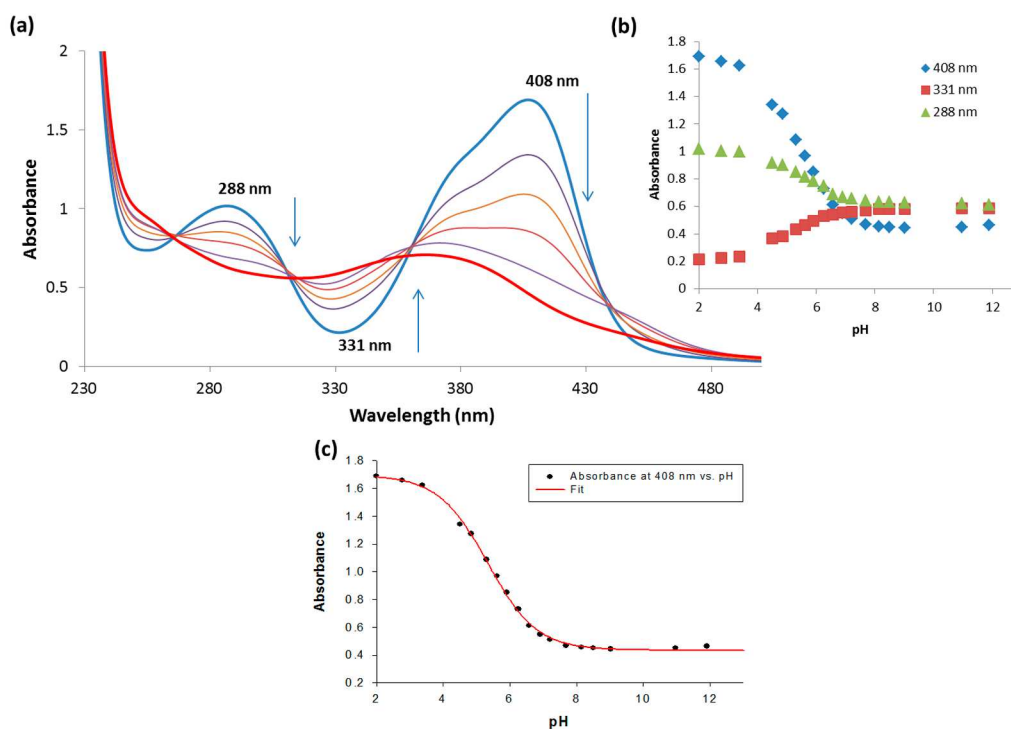 (a)
2
1.5
1
0.5
0
Absorbance
288 nm
331 nm
408 nm
230
280
330
380
430
480
Wavelength (nm)
(b)
1.8
1.6
1.4
1.2
1
0.8
0.6
0.4
0.2
0
Absorbance
408 nm
331 nm
288 nm
2
4
6
8
10
12
pH
(c)
1.8
1.6
1.4
1.2
1.0
0.8
0.6
0.4
0.2
Absorbance
Absorbance at 408 nm vs. pH
Fit
2
4
6
8
10
12
pH